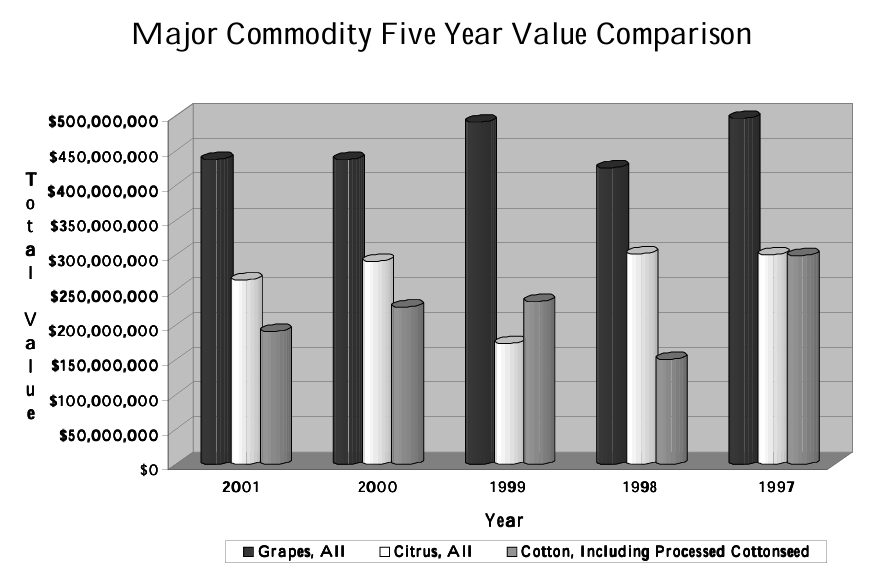 Major Commodity Five Year Value Comparison
$500,000,000
$450,000,000
$400,000,000
$350,000,000
$300,000,000
$250,000,000
$200,000,000
$150,000,000
$100,000,000
$50,000,000
$0
Total Value
2001 2000 1999 1998 1997
Year
Grapes, All Citrus, All Cotton, Including Processed Cottonseed